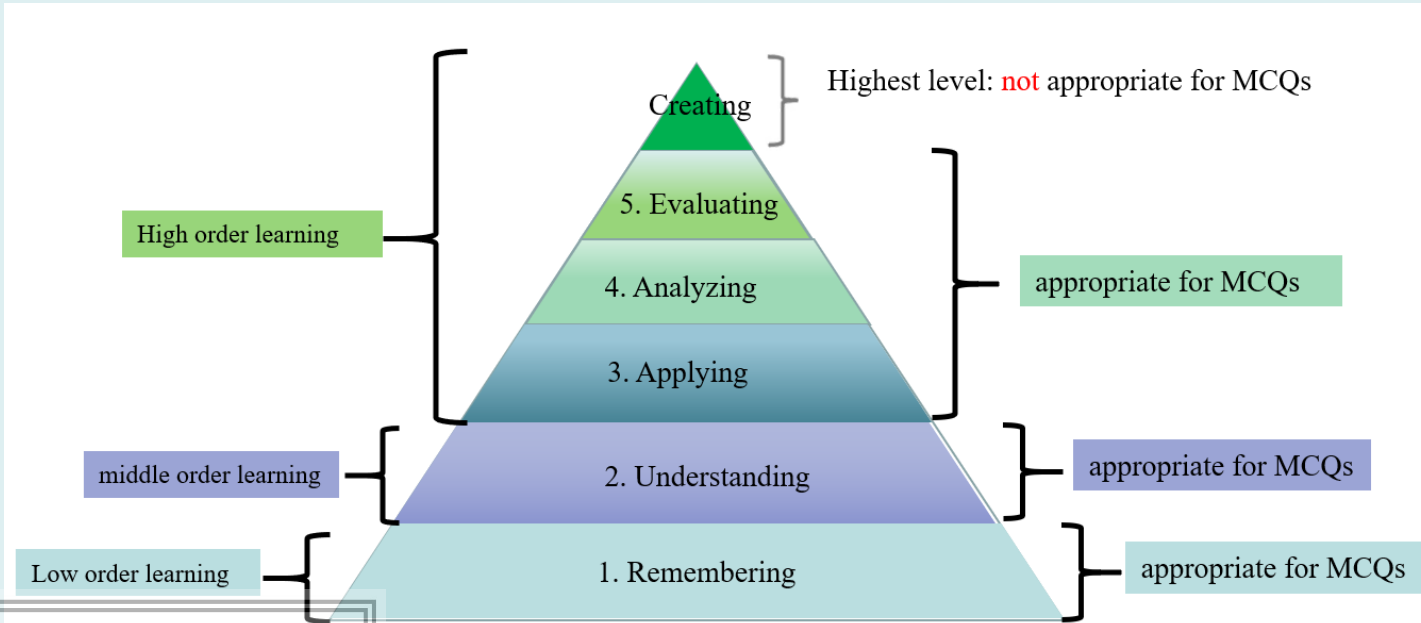 Creating
Highest level: not appropriate for MCQs
5. Evaluating
High order learning
4. Analyzing
appropriate for MCQs
3. Applying
middle order learning
2. Understanding
appropriate for MCQs
Low order learning
1. Remembering
appropriate for MCQs